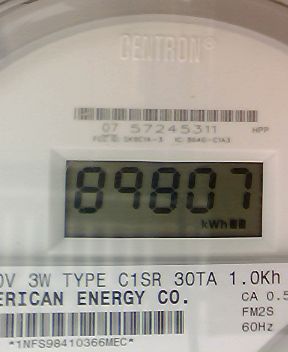 CENTRON®
07 57245311
HPP
89807
kWh
0V 3W TYPE C1SR 30TA 1.0Kh
ERICAN ENERGY CO.
CA 0.5
FM2S
60Hz
*1NFS98410366MEC*